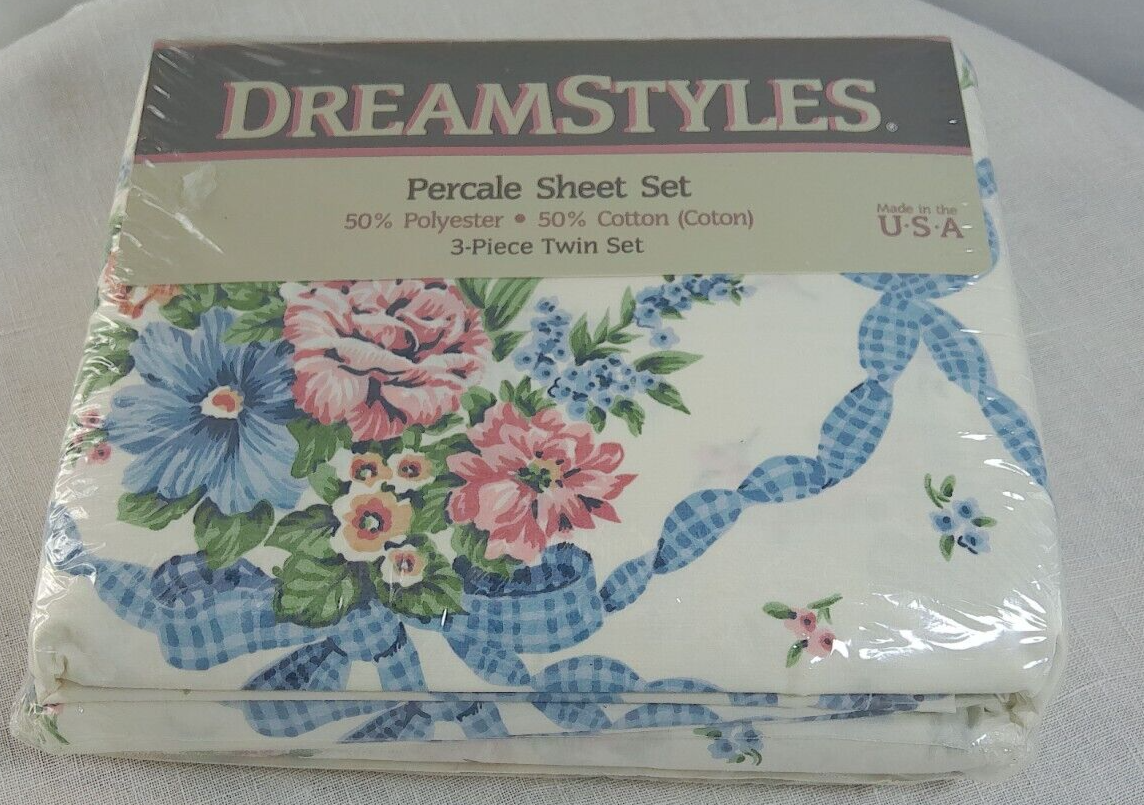 DREAMSTYLES®
Percale Sheet Set
50% Polyester • 50% Cotton (Coton)
3-Piece Twin Set
Made in the
U·S·A